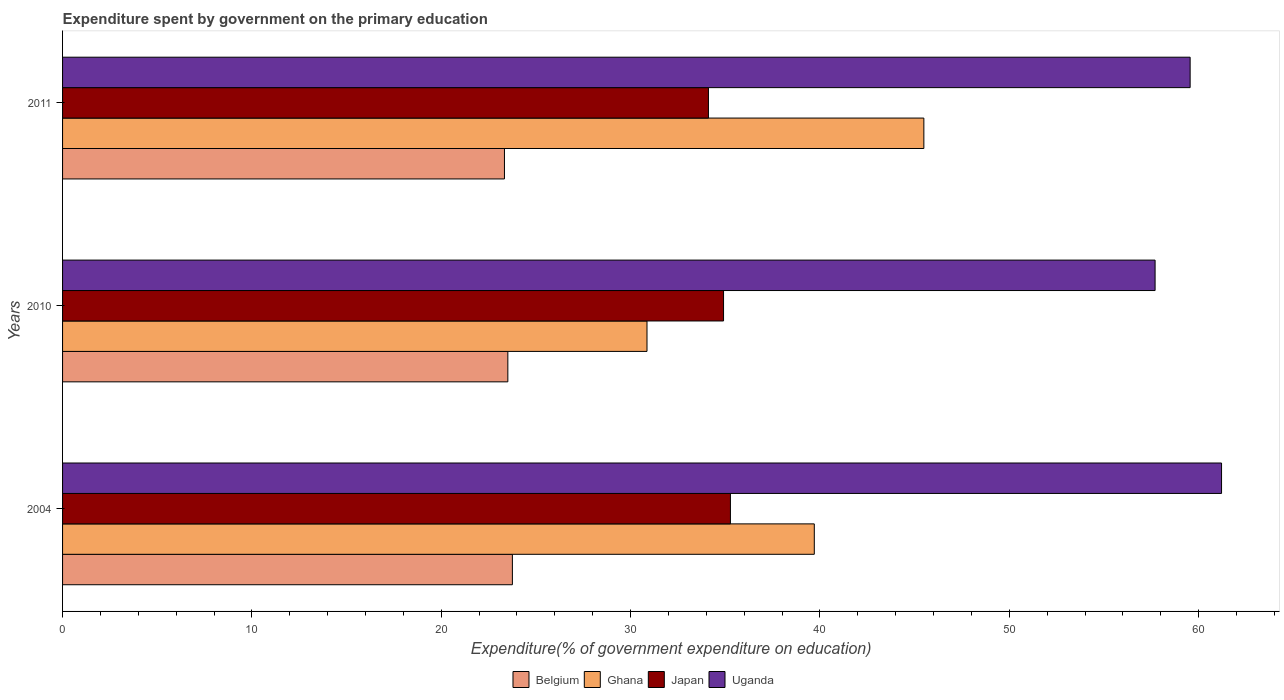 Expenditure spent by government on the primary education
2011
2010
2004
Years
0 10 20 30 40 50 60
Expenditure(% of government expenditure on education)
Belgium Ghana Japan Uganda